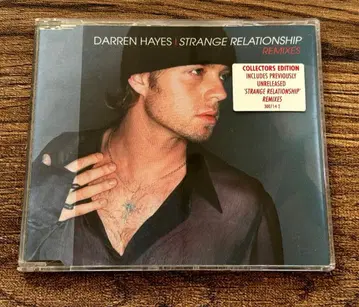 DARREN HAYES | STRANGE RELATIONSHIP
REMIXES
COLLECTORS EDITION
INCLUDES PREVIOUSLY
UNRELEASED
'STRANGE RELATIONSHIP'
REMIXES